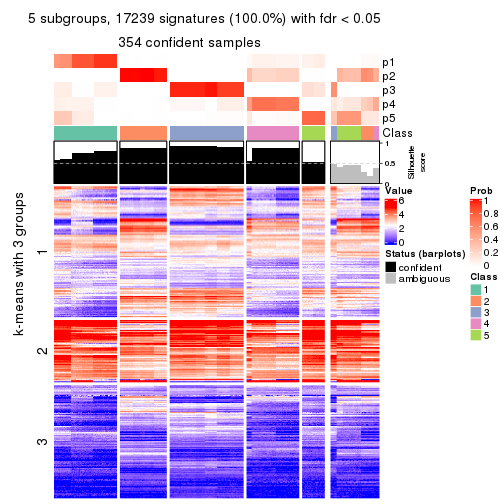 5 subgroups, 17239 signatures (100.0%) with fdr < 0.05
354 confident samples
p1
p2
p3
p4
p5
Class
1
0.5
0
Silhouette
score
k-means with 3 groups
1
2
3
Value
6
4
2
0
Status (barplots)
confident
ambiguous
Prob
1
0.8
0.6
0.4
0.2
0
Class
1
2
3
4
5